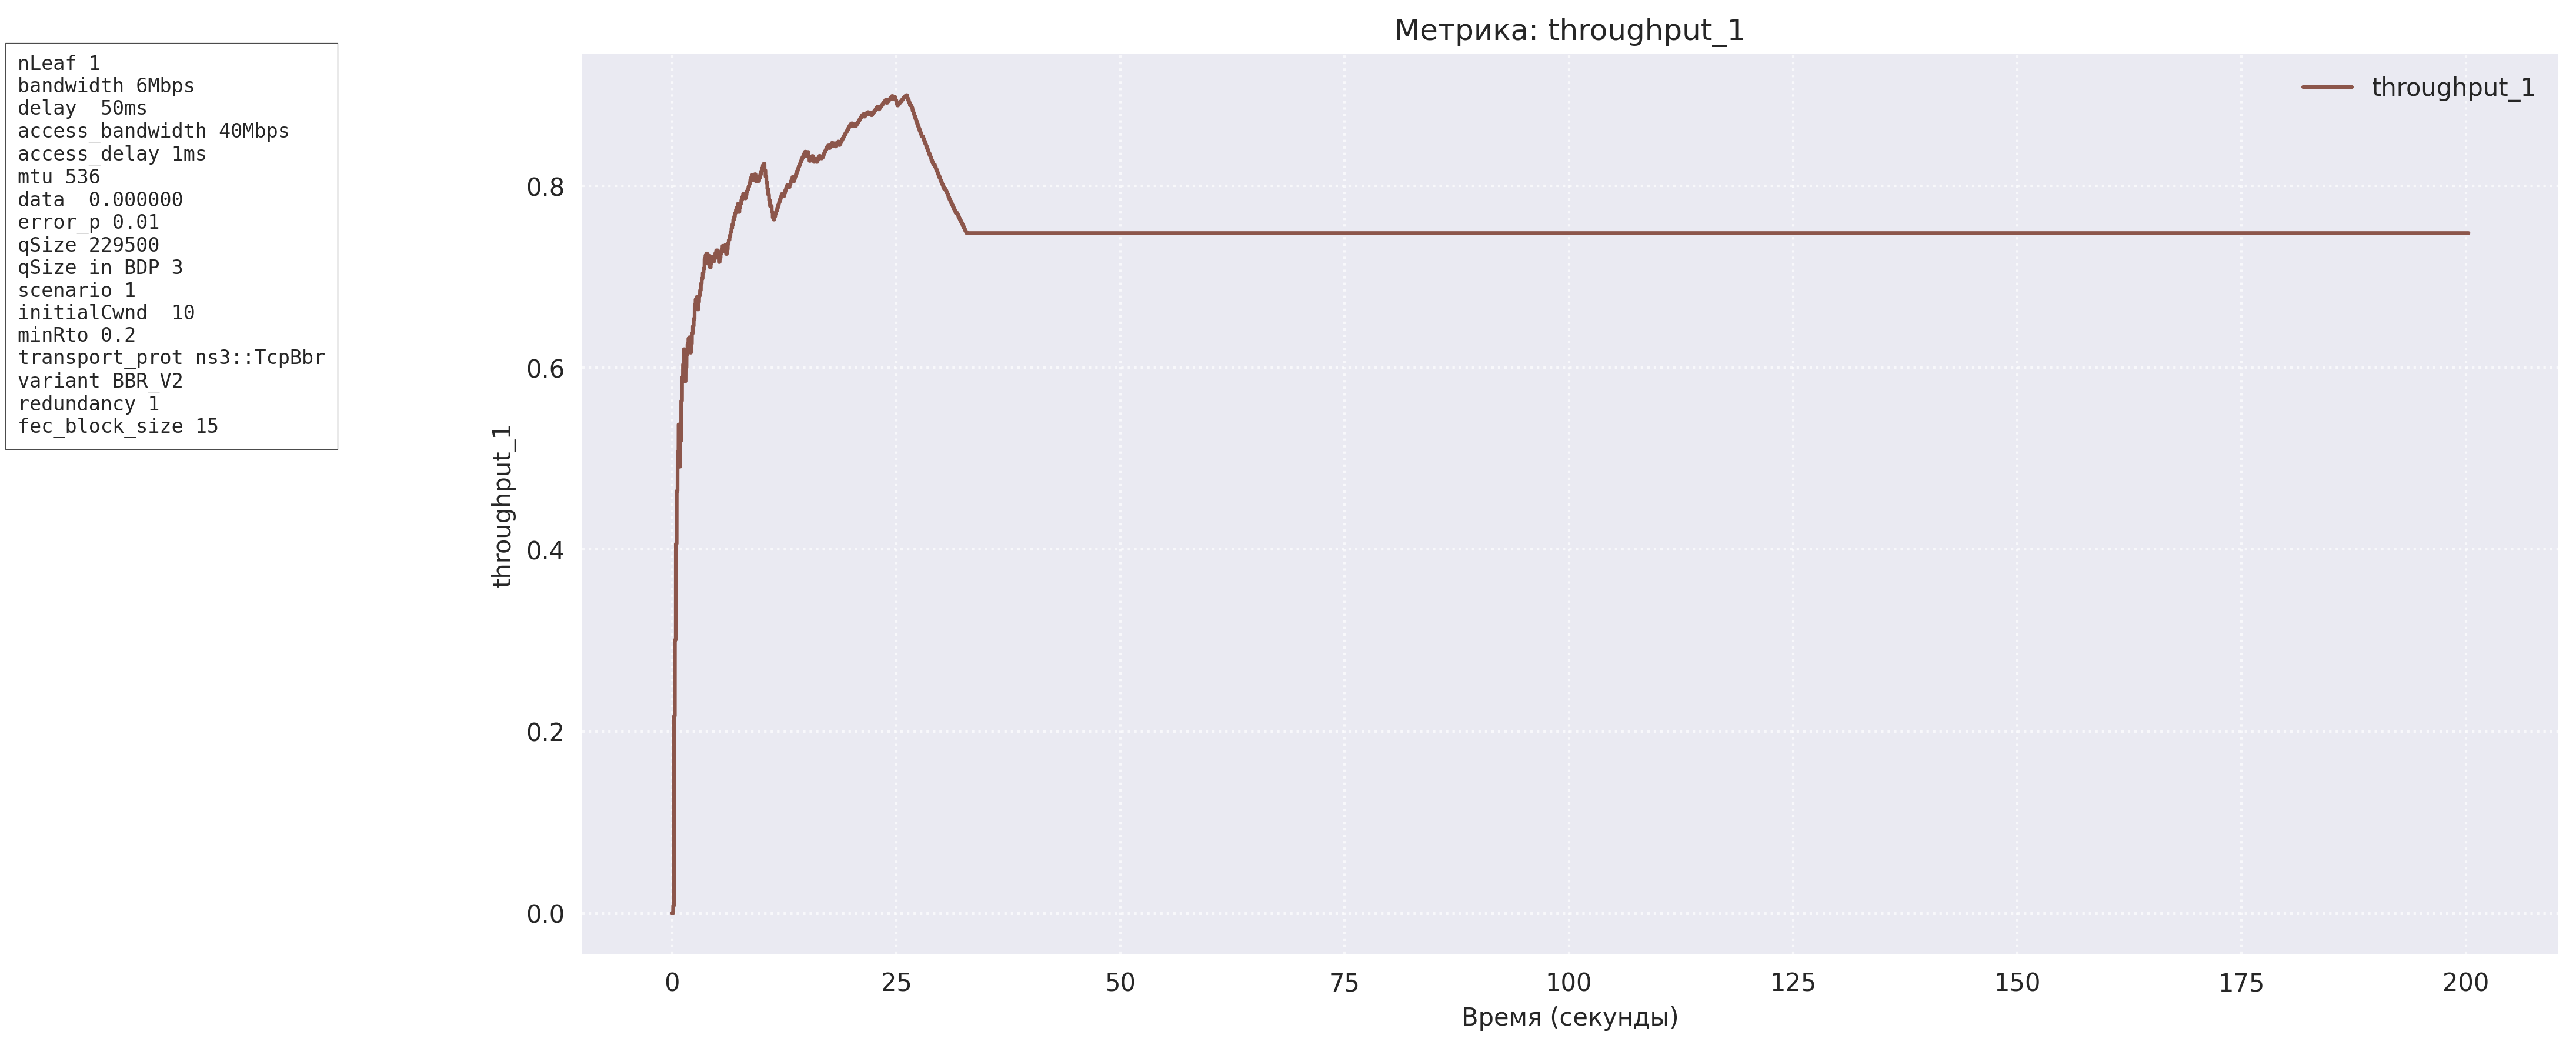 Метрика: throughput_1
nLeaf 1
bandwidth 6Mbps
delay  50ms
access_bandwidth 40Mbps
access_delay 1ms
mtu 536
data  0.000000
error_p 0.01
qSize 229500
qSize in BDP 3
scenario 1
initialCwnd  10
minRto 0.2
transport_prot ns3::TcpBbr
variant BBR_V2
redundancy 1
fec_block_size 15
throughput_1
throughput_1
0.8
0.6
0.4
0.2
0.0
0 25 50 75 100 125 150 175 200
Время (секунды)